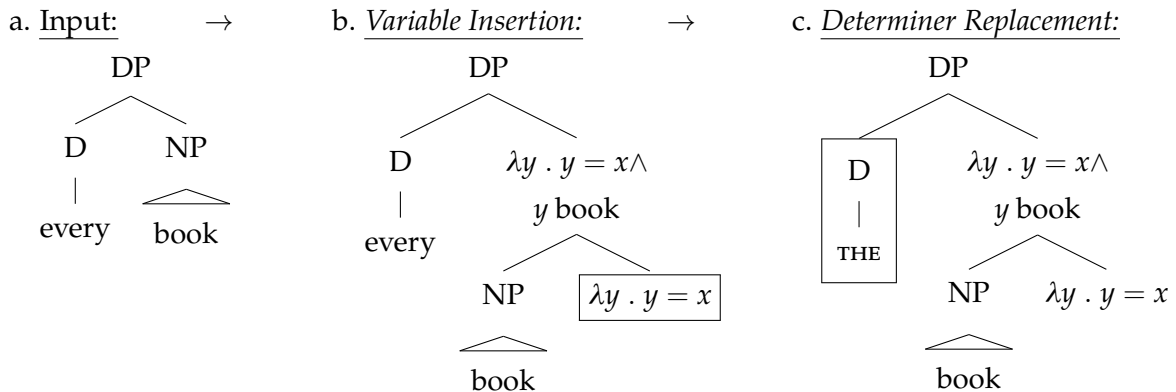 a. Input: → b. Variable Insertion: → c. Determiner Replacement:
DP DP DP
D NP D λy . y = x∧ D λy . y = x∧
every book every y book THE y book
NP λy . y = x NP λy . y = x
book book